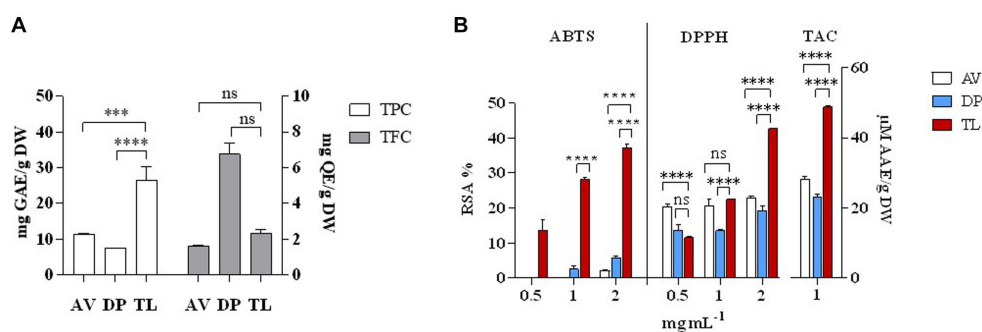 A
mg GAE/g DW
50
40
30
20
10
0
***
****
ns
ns
10
8
6
4
2
0
mg QE/g DW
TPC
TFC
AV DP TL
AV DP TL
B
ABTS
DPPH
TAC
RSA %
50
40
30
20
10
0
****
****
****
****
ns
ns
****
****
****
****
****
60
40
20
0
µM AAE/g DW
AV
DP
TL
0.5 1 2
0.5 1 2
1
mg mL-1